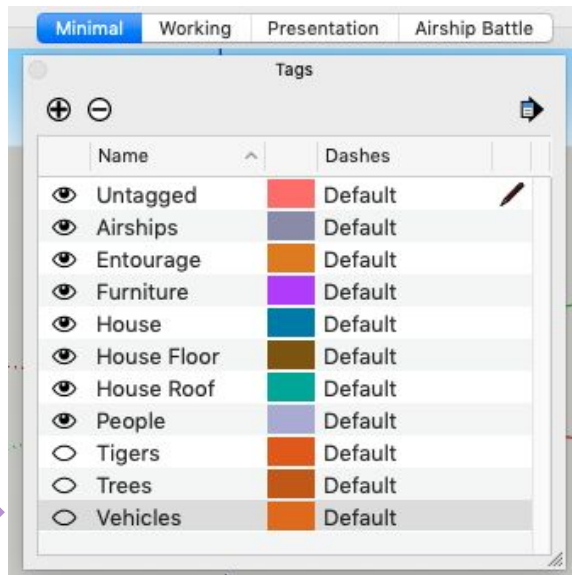 Minimal Working Presentation Airship Battle
Tags
Name Dashes
Untagged Default
Airships Default
Entourage Default
Furniture Default
House Default
House Floor Default
House Roof Default
People Default
Tigers Default
Trees Default
Vehicles Default